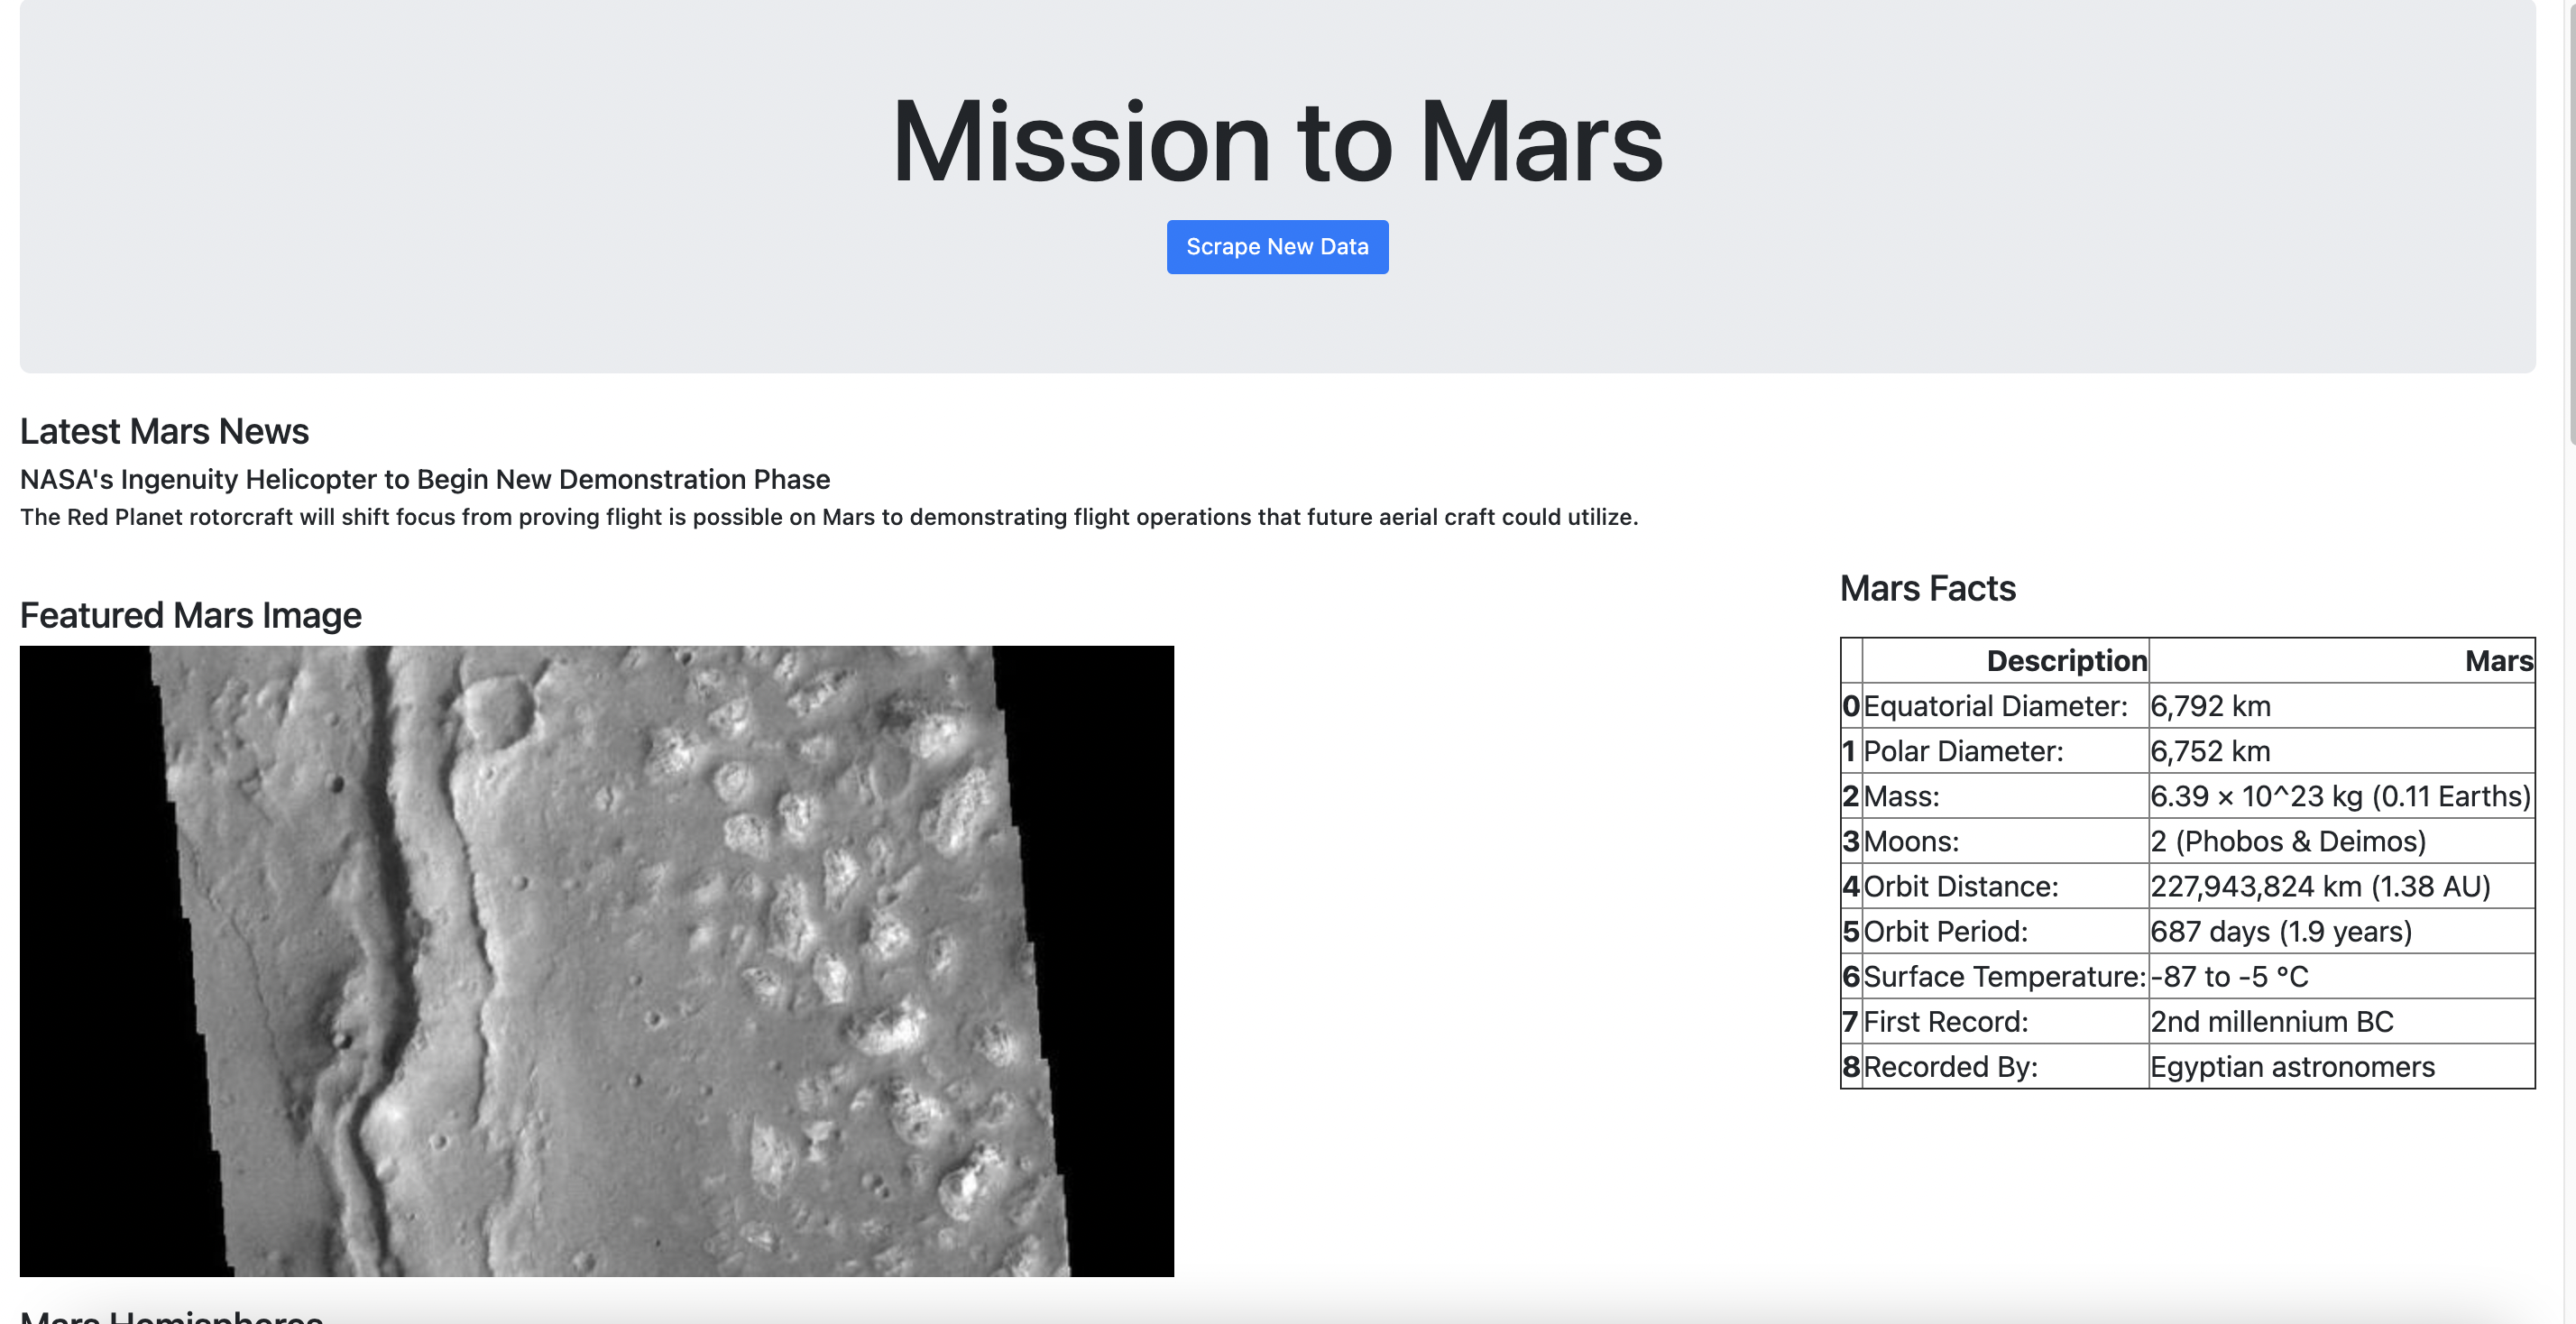 Mission to Mars
Scrape New Data
Latest Mars News
NASA's Ingenuity Helicopter to Begin New Demonstration Phase
The Red Planet rotorcraft will shift focus from proving flight is possible on Mars to demonstrating flight operations that future aerial craft could utilize.
Featured Mars Image
Mars Facts
Description Mars
0 Equatorial Diameter: 6,792 km
1 Polar Diameter: 6,752 km
2 Mass: 6.39 × 10^23 kg (0.11 Earths)
3 Moons: 2 (Phobos & Deimos)
4 Orbit Distance: 227,943,824 km (1.38 AU)
5 Orbit Period: 687 days (1.9 years)
6 Surface Temperature: -87 to -5 °C
7 First Record: 2nd millennium BC
8 Recorded By: Egyptian astronomers
Mars Hemispheres